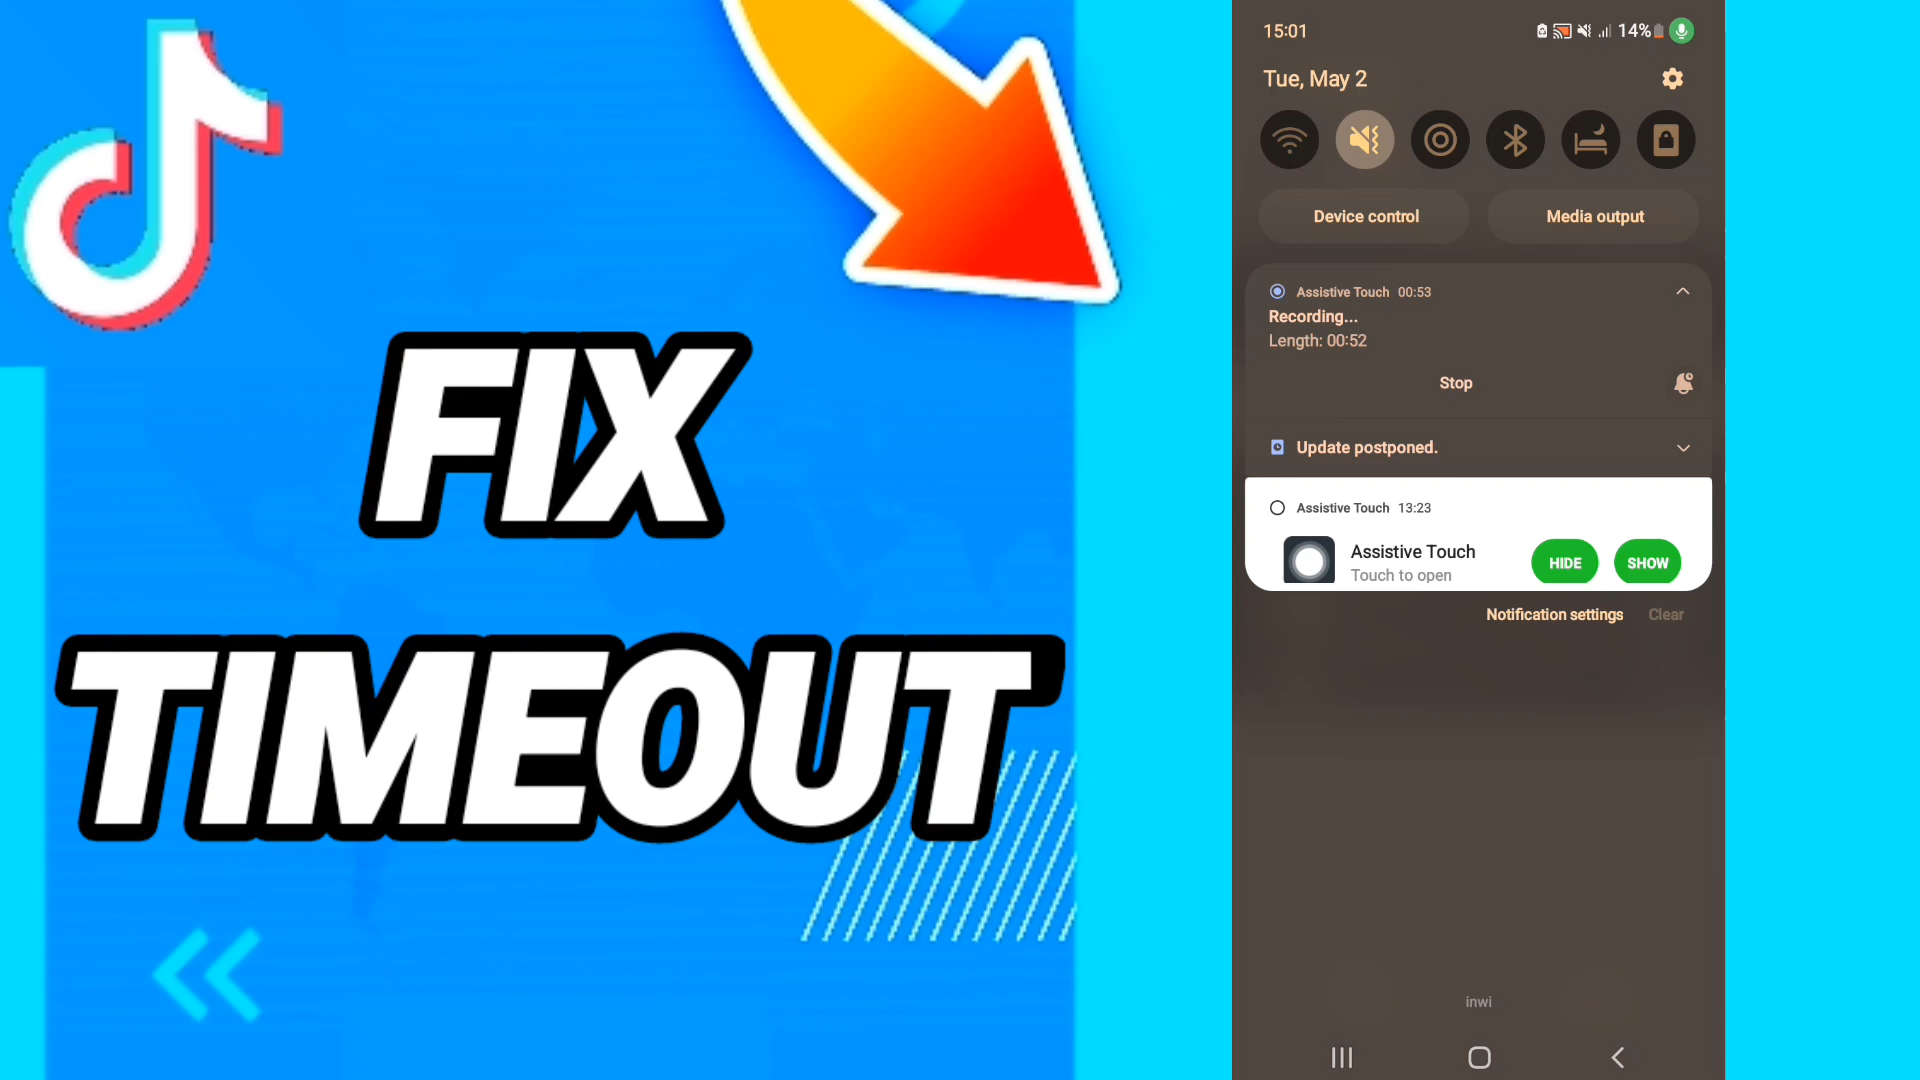 FIX
TIMEOUT
15:01
14%
Tue, May 2
Device control
Media output
Assistive Touch 00:53
Recording...
Length: 00:52
Stop
Update postponed.
Assistive Touch 13:23
Assistive Touch
Touch to open
HIDE
SHOW
Notification settings
Clear
inwi